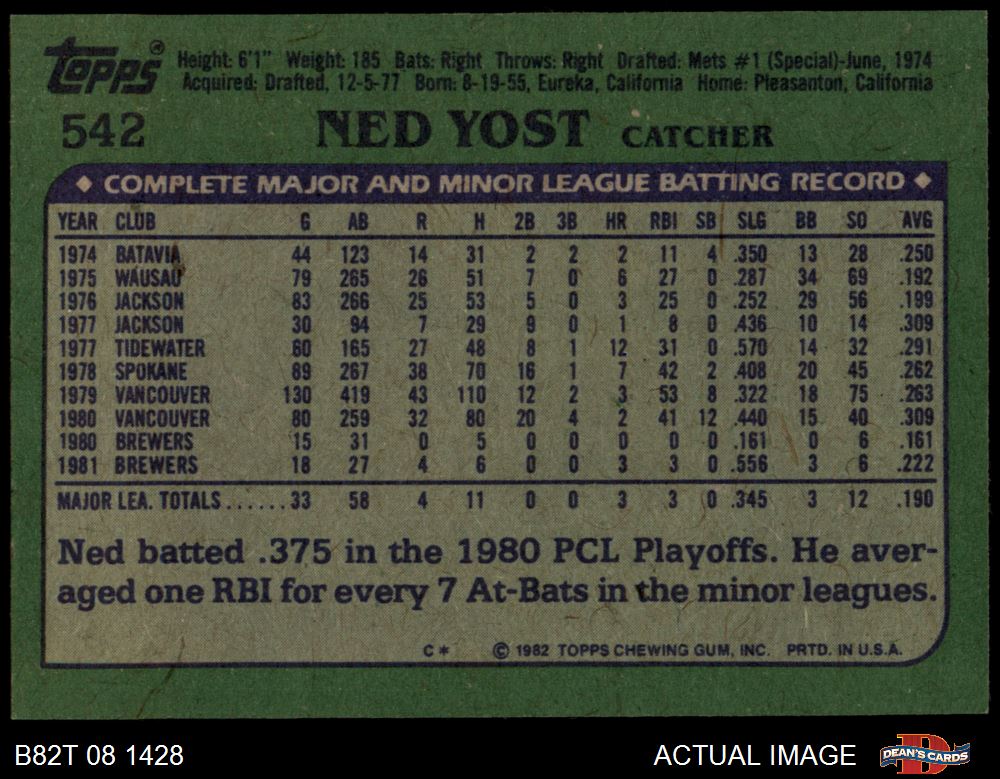 Topps ® Height: 6'1" Weight: 185 Bats: Right Throws: Right Drafted: Mets #1 (Special)-June, 1974
Acquired: Drafted, 12-5-77 Born: 8-19-55, Eureka, California Home: Pleasanton, California
542 NED YOST CATCHER
◆ COMPLETE MAJOR AND MINOR LEAGUE BATTING RECORD ◆
YEAR CLUB G AB R H 2B 3B HR RBI SB SLG BB SO AVG
1974 BATAVIA 44 123 14 31 2 2 2 11 4 .350 13 28 .250
1975 WAUSAU 79 265 26 51 7 0 6 27 0 .287 34 69 .192
1976 JACKSON 83 266 25 53 5 0 3 25 0 .252 29 56 .199
1977 JACKSON 30 94 7 29 9 0 1 8 0 .436 10 14 .309
1977 TIDEWATER 60 165 27 48 8 1 12 31 0 .570 14 32 .291
1978 SPOKANE 89 267 38 70 16 1 7 42 2 .408 20 45 .262
1979 VANCOUVER 130 419 43 110 12 2 3 53 8 .322 18 75 .263
1980 VANCOUVER 80 259 32 80 20 4 2 41 12 .440 15 40 .309
1980 BREWERS 15 31 0 5 0 0 0 0 0 .161 0 6 .161
1981 BREWERS 18 27 4 6 0 0 3 3 0 .556 3 6 .222
MAJOR LEA. TOTALS......33 58 4 11 0 0 3 3 0 .345 3 12 .190
Ned batted .375 in the 1980 PCL Playoffs. He aver-
aged one RBI for every 7 At-Bats in the minor leagues.
C* © 1982 TOPPS CHEWING GUM, INC. PRTD. IN U.S.A.
B82T 08 1428 ACTUAL IMAGE DEAN'S CARDS